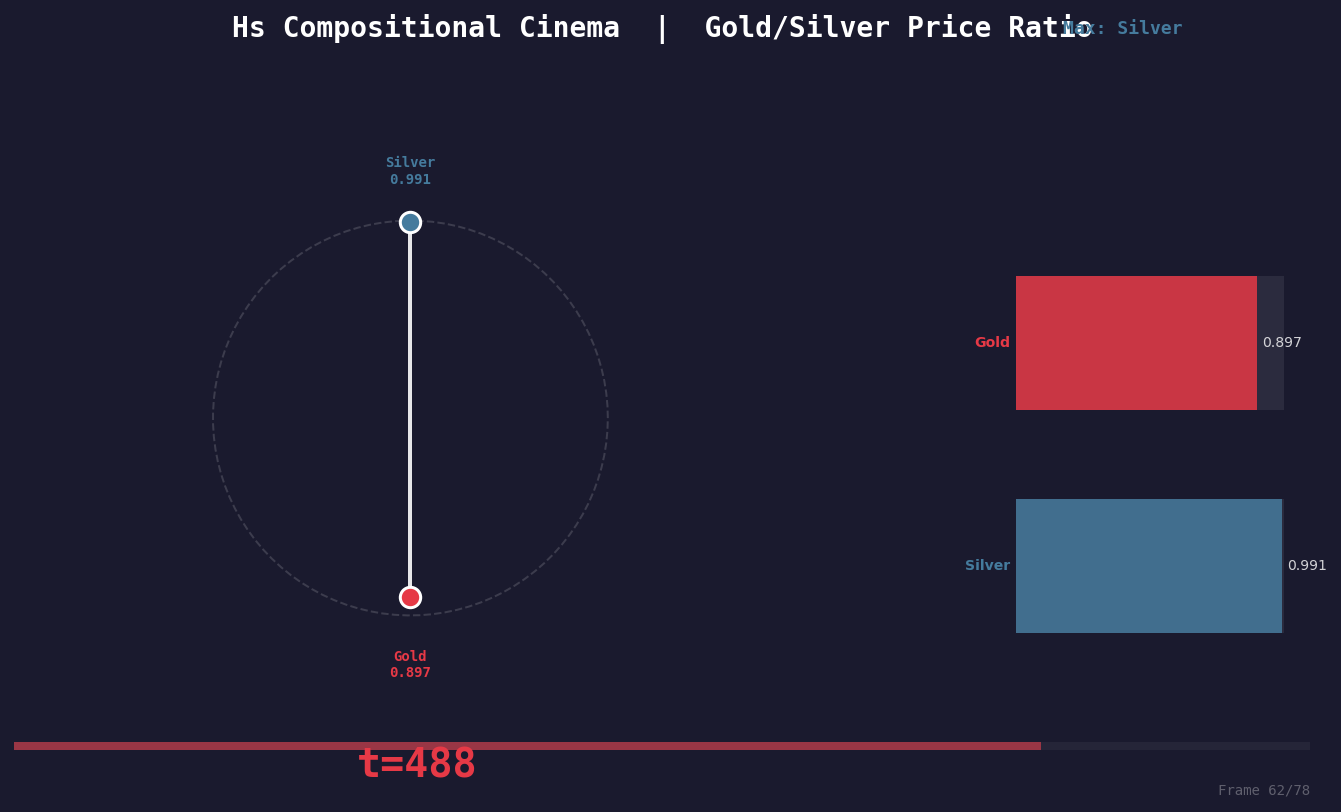 Hs Compositional Cinema | Gold/Silver Price Ratio
Max: Silver
Silver
0.991
Gold
0.897
Gold
0.897
Silver
0.991
t=488
Frame 62/78